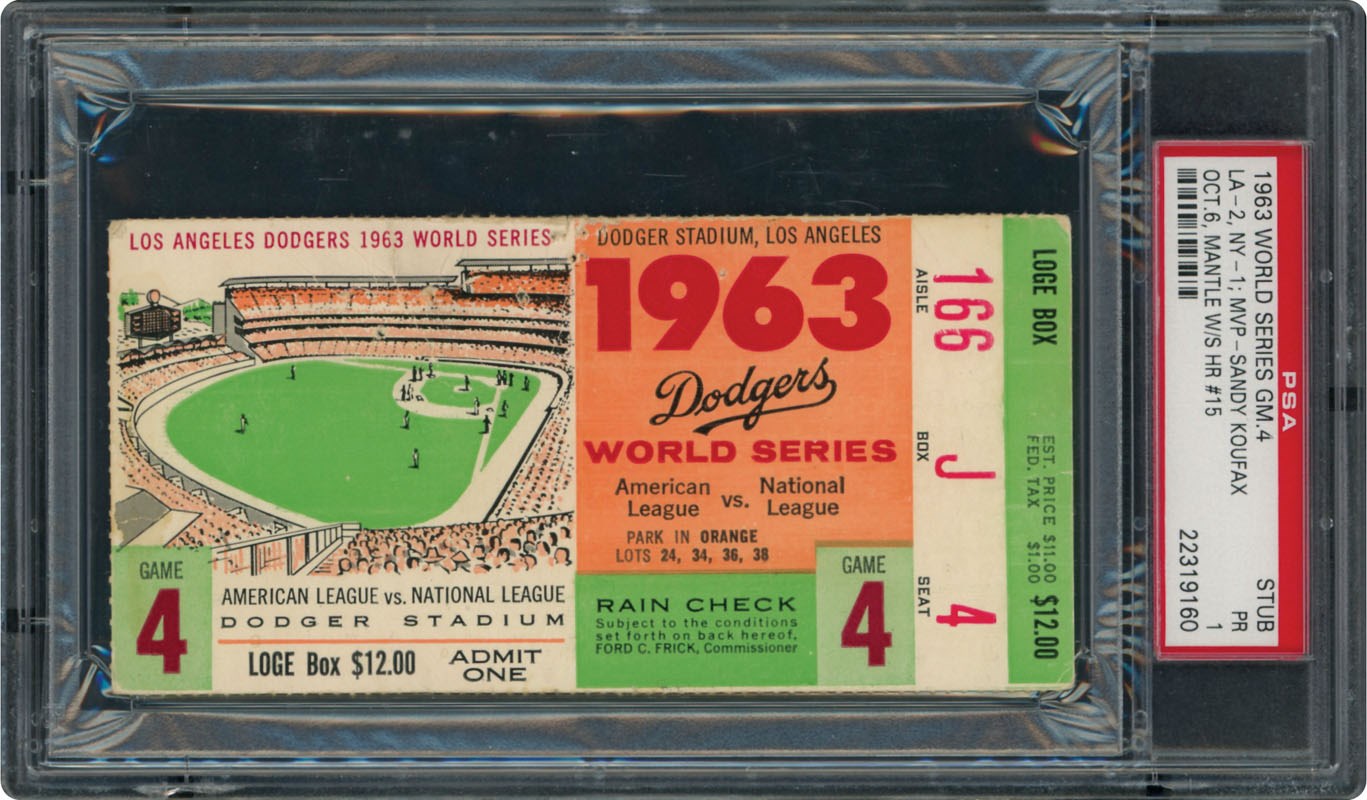 LOS ANGELES DODGERS 1963 WORLD SERIES
GAME
4
AMERICAN LEAGUE vs. NATIONAL LEAGUE
DODGER STADIUM
LOGE Box $12.00
ADMIT
ONE
DODGER STADIUM, LOS ANGELES
1963
Dodgers
WORLD SERIES
American
League
vs.
National
League
PARK IN ORANGE
LOTS 24, 34, 36, 38
RAIN CHECK
Subject to the conditions
set forth on back hereof.
FORD C. FRICK, Commissioner
GAME
4
AISLE
166
BOX
J
SEAT
4
LOGE BOX
EST. PRICE $11.00
FED. TAX $1.00
$12.00
PSA
1963 WORLD SERIES GM.4 STUB
LA-2, NY-1; MVP-SANDY KOUFAX PR
OCT.6, MANTLE W/S HR #15 1
22319160